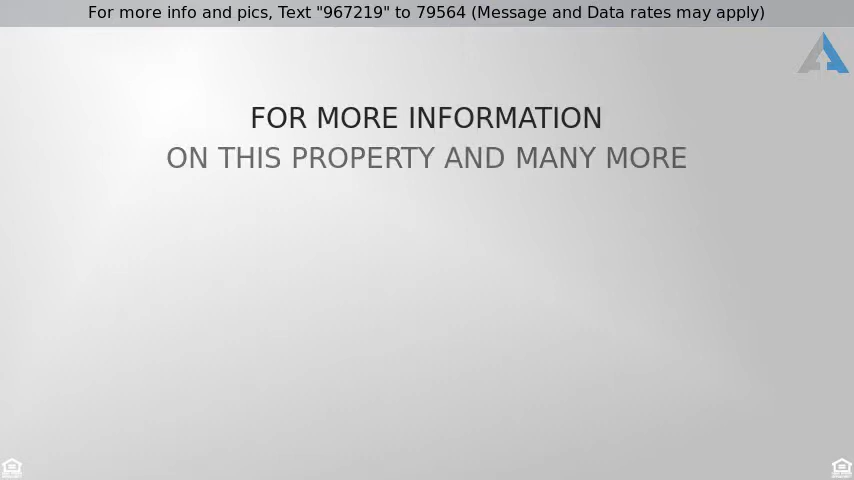 For more info and pics, Text "967219" to 79564 (Message and Data rates may apply)
FOR MORE INFORMATION
ON THIS PROPERTY AND MANY MORE